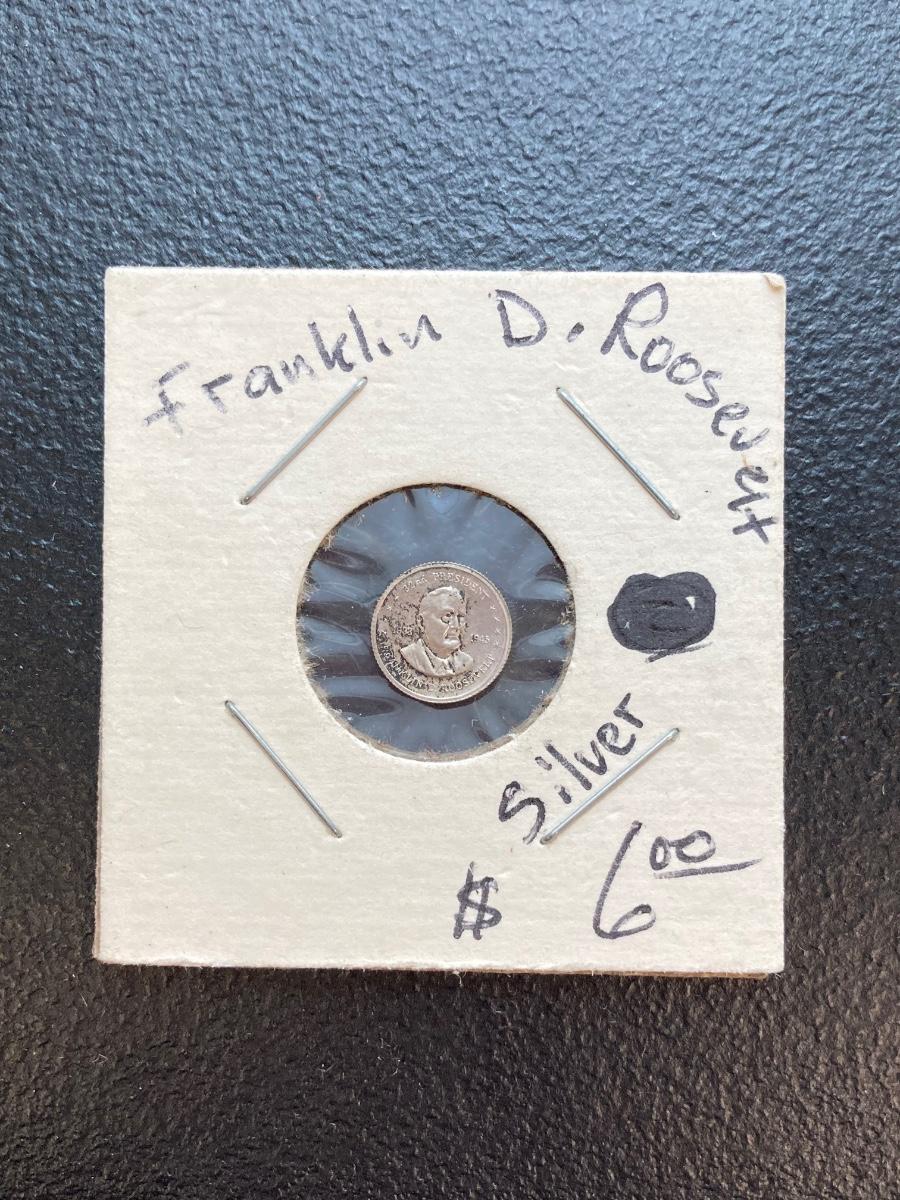 Franklin D. Roosevelt
32nd PRESIDENT
1933 1945
FRANKLIN D. ROOSEVELT
Silver
$ 6.00